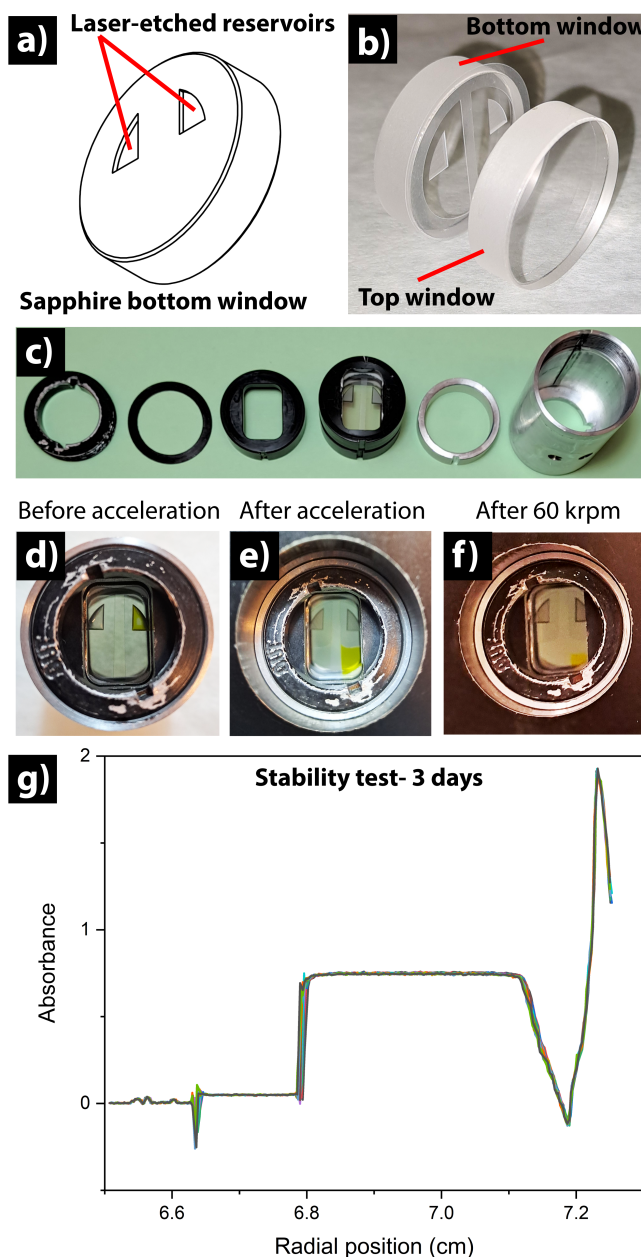 a)
Laser-etched reservoirs
Sapphire bottom window
b)
Bottom window
Top window
c)
Before acceleration
After acceleration
After 60 krpm
d)
e)
f)
g)
Stability test- 3 days
2
1
0
Absorbance
6.6
6.8
7.0
7.2
Radial position (cm)